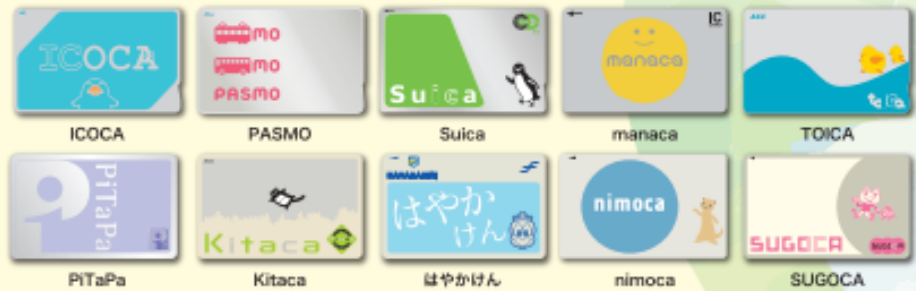 ICOCA
MO
MO
PASMO
Suica
IC
manaca
ICOCA
PASMO
Suica
manaca
TOICA
PiTaPa
Kitaca
はやか
けん
nimoca
SUGOCA
PiTaPa
Kitaca
はやかけん
nimoca
SUGOCA